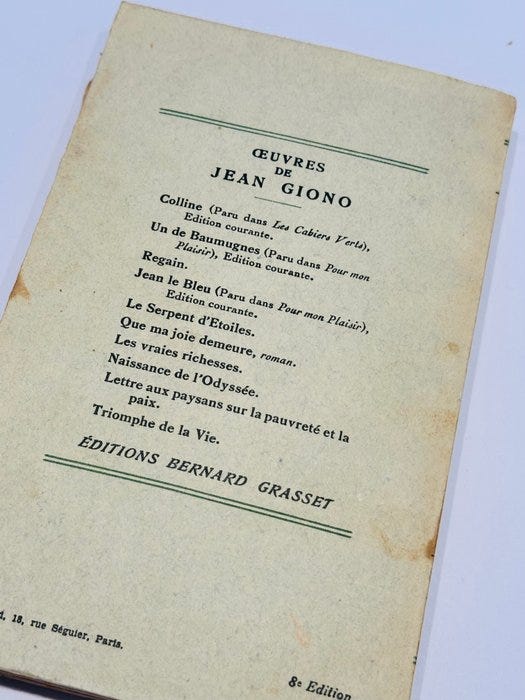 ŒUVRES
DE
JEAN GIONO
Colline (Paru dans Les Cahiers Verts),
Edition courante.
Un de Baumugnes (Paru dans Pour mon
Plaisir), Edition courante.
Regain.
Jean le Bleu (Paru dans Pour mon Plaisir),
Edition courante.
Le Serpent d'Etoiles.
Que ma joie demeure, roman.
Les vraies richesses.
Naissance de l'Odyssée.
Lettre aux paysans sur la pauvreté et la
paix.
Triomphe de la Vie.
ÉDITIONS BERNARD GRASSET
18, rue Séguier, Paris.
8e Edition